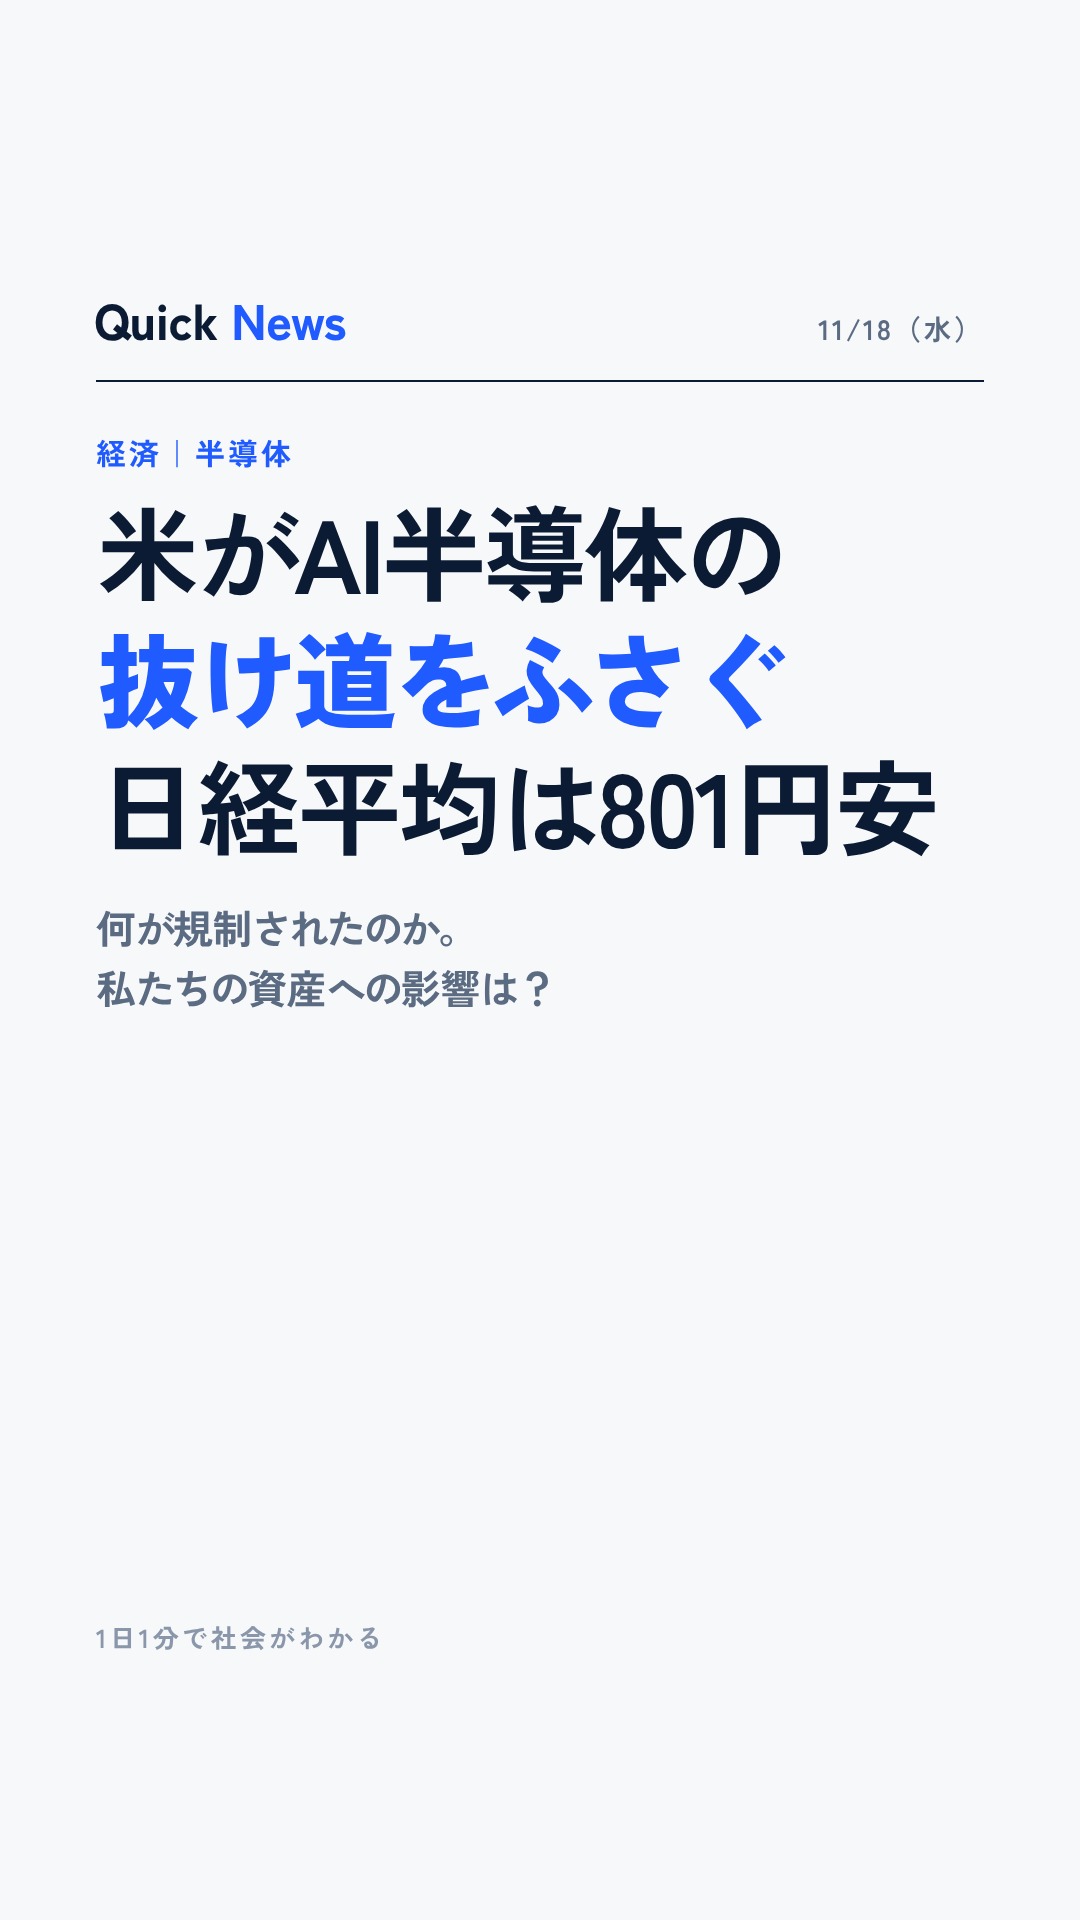 Quick News
11/18（水）
経済｜半導体
米がAI半導体の
抜け道をふさぐ
日経平均は801円安
何が規制されたのか。
私たちの資産への影響は？
1日1分で社会がわかる